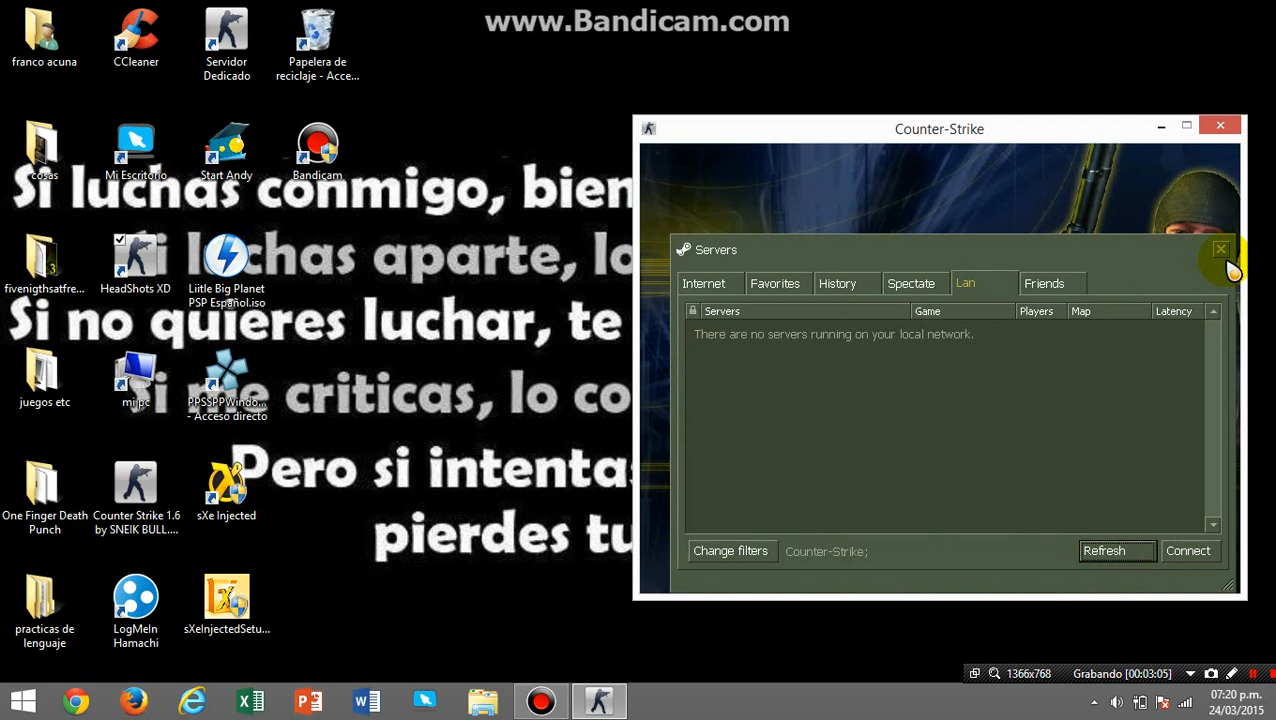 www.Bandicam.com
franco acuna
CCleaner
Servidor
Dedicado
Papelera de
reciclaje - Acce...
cosas
Mi Escritorio
Start Andy
Bandicam
fivenigthsatfre...
HeadShots XD
Liitle Big Planet
PSP Español.iso
juegos etc
mi pc
PPSSPPWindo...
- Acceso directo
One Finger Death
Punch
Counter Strike 1.6
by SNEIK BULL....
sXe Injected
practicas de
lenguaje
LogMeIn
Hamachi
sXeInjectedSetu...
Si luchas conmigo, bien
Si luchas aparte, lo
Si no quieres luchar, te
Si me criticas, lo co
Pero si intentas
pierdes tu
Counter-Strike
Servers
Internet
Favorites
History
Spectate
Lan
Friends
Servers
Game
Players
Map
Latency
There are no servers running on your local network.
Change filters
Counter-Strike;
Refresh
Connect
1366x768
Grabando [00:03:05]
07:20 p.m.
24/03/2015